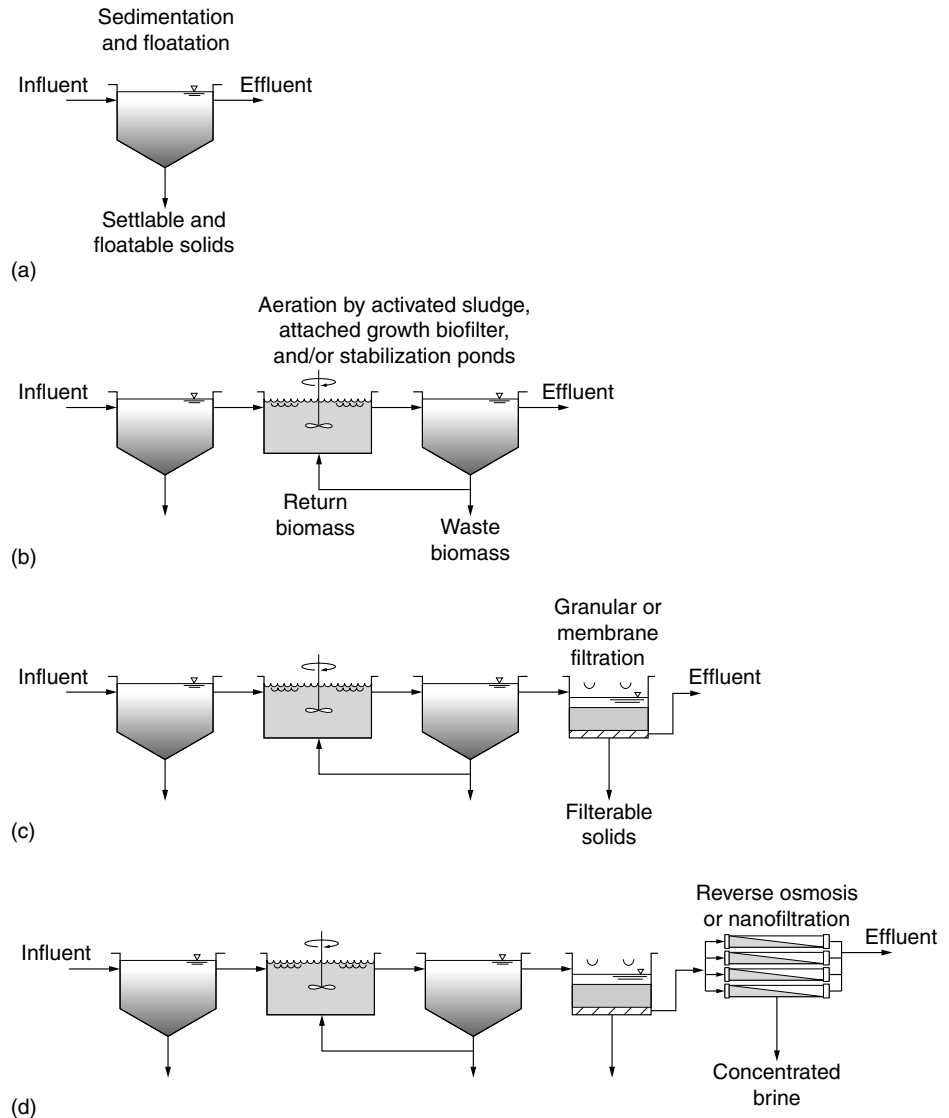 Sedimentation
and floatation
Influent
Effluent
Settlable and
floatable solids
(a)
Aeration by activated sludge,
attached growth biofilter,
and/or stabilization ponds
Influent
Effluent
Return
biomass
Waste
biomass
(b)
Granular or
membrane
filtration
Influent
Effluent
Filterable
solids
(c)
Reverse osmosis
or nanofiltration
Influent
Effluent
Concentrated
brine
(d)